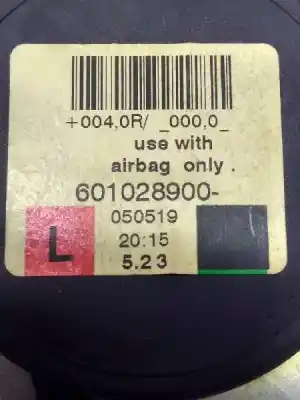 +004,0R/ _000,0_
use with
airbag only .
601028900-
050519
L
20:15
5.23